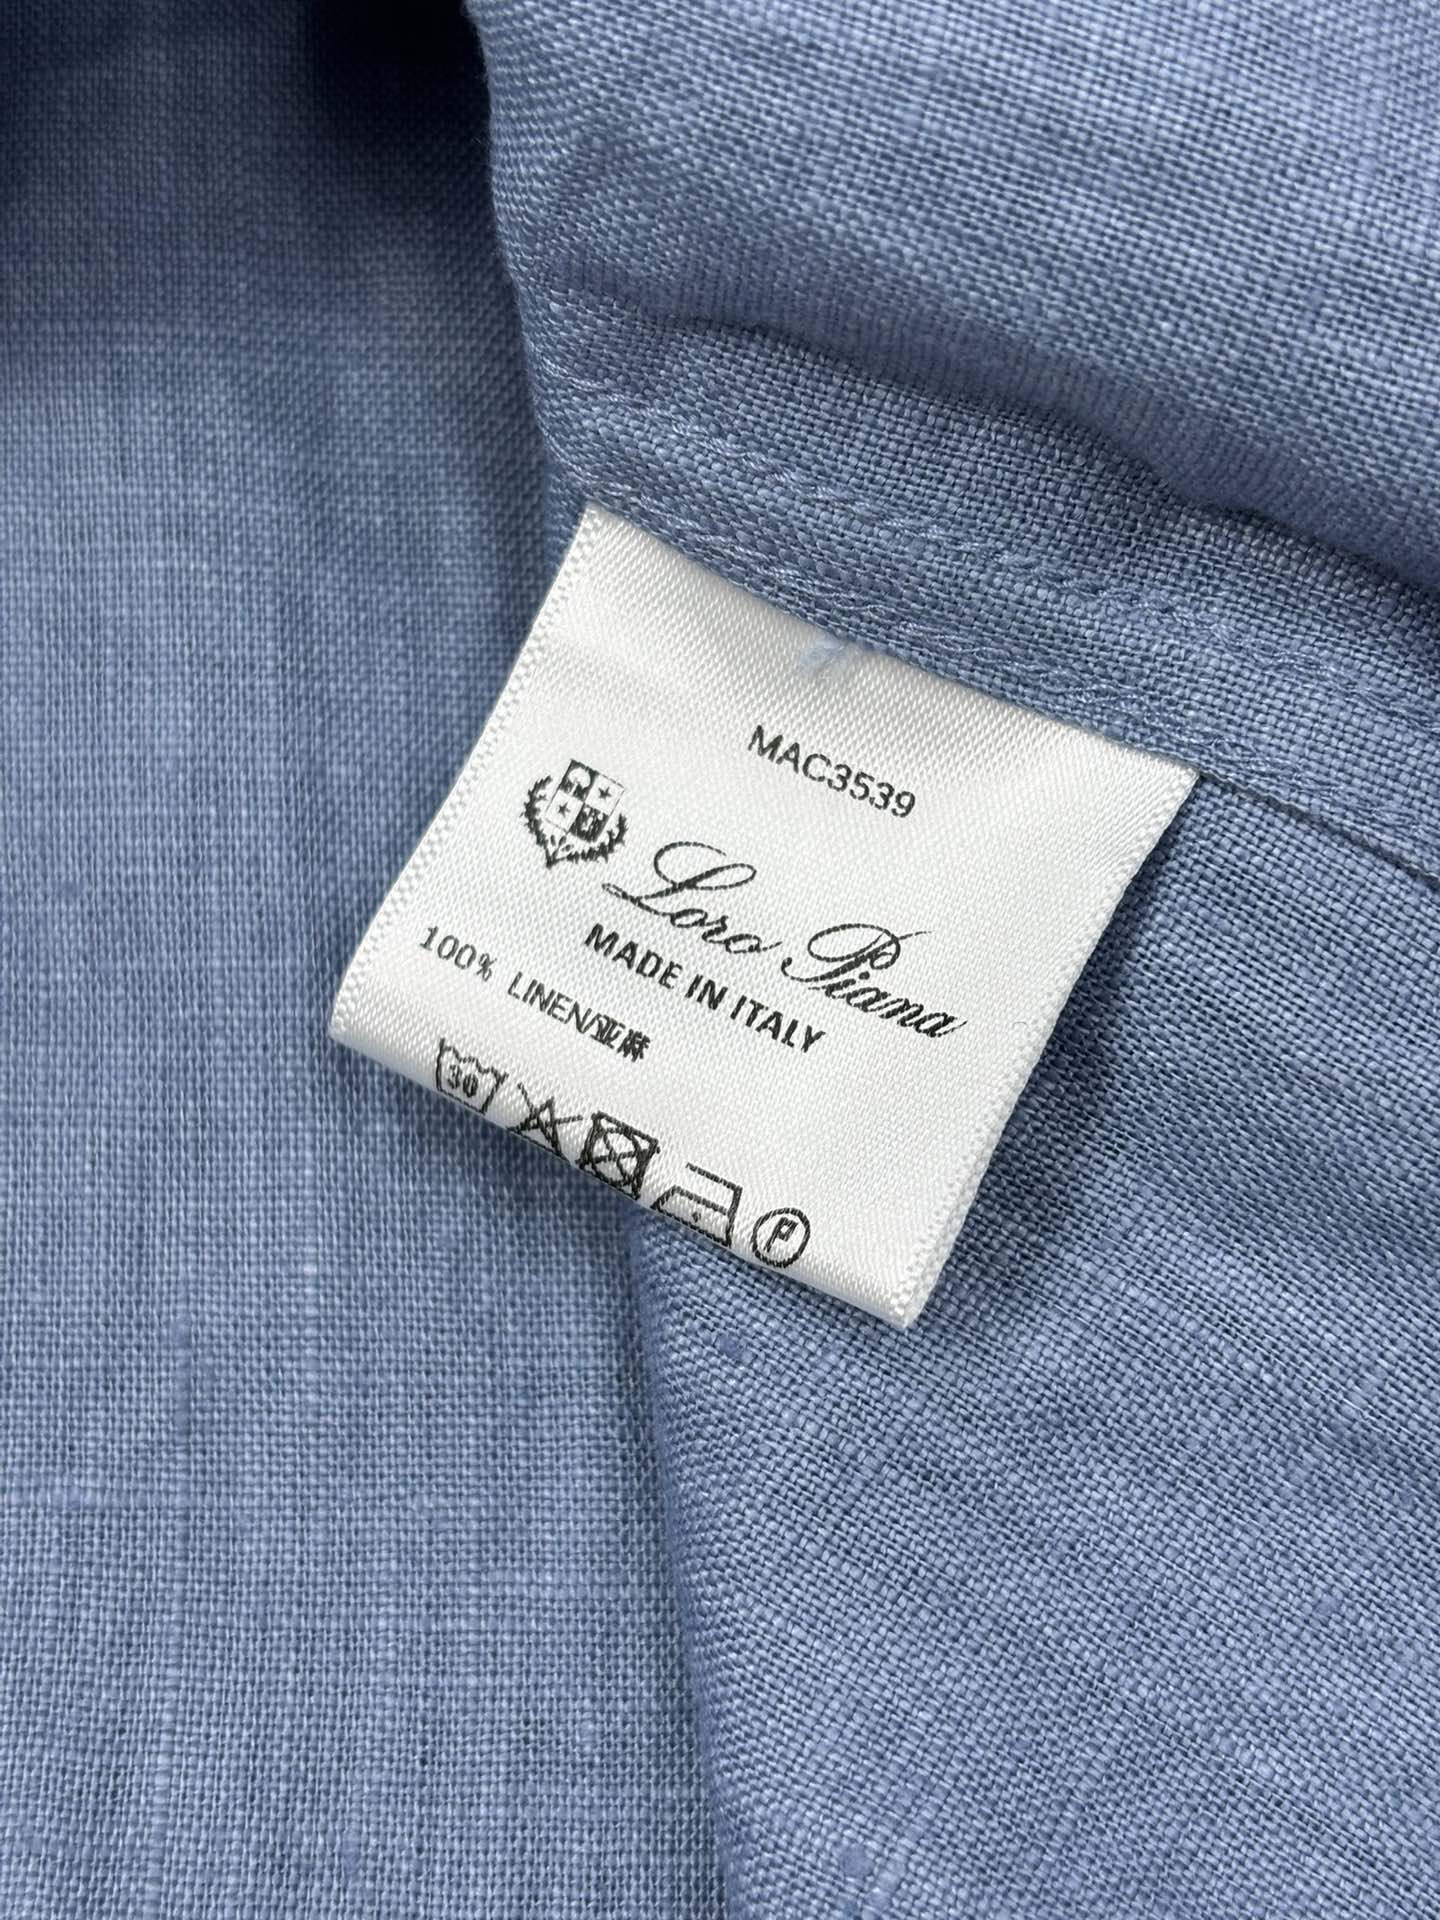 MAC3539
Loro Piana
MADE IN ITALY
100% LINEN/亚麻
30
P